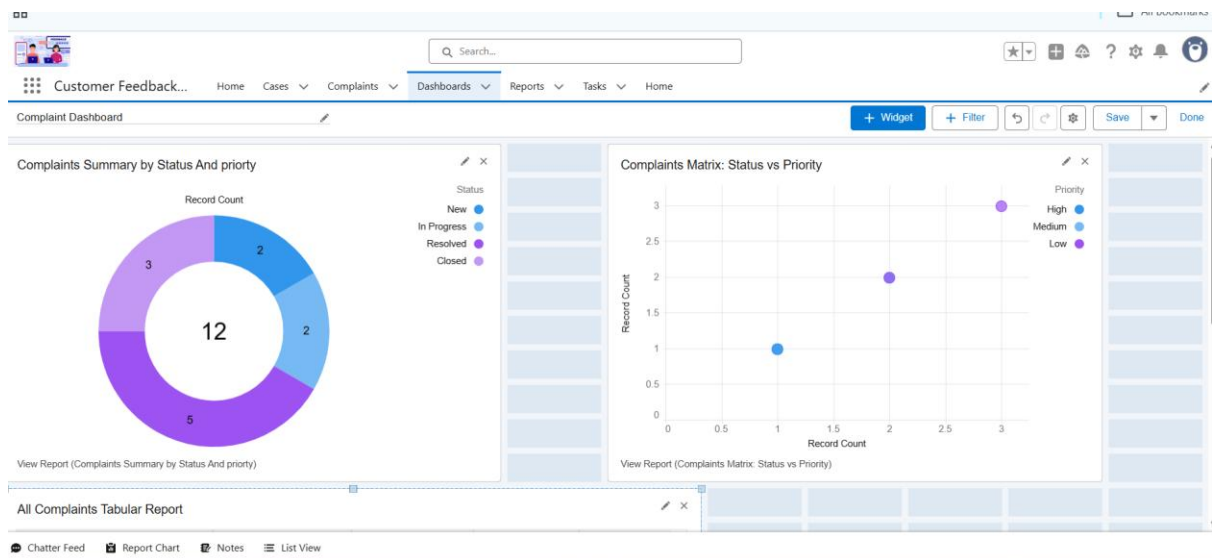 All Bookmarks
Search...
Customer Feedback... Home Cases Complaints Dashboards Reports Tasks Home
Complaint Dashboard + Widget + Filter Save Done
Complaints Summary by Status And priorty
Record Count
Status
New
In Progress
Resolved
Closed
2
3
2
12
5
View Report (Complaints Summary by Status And priorty)
Complaints Matrix: Status vs Priority
Priority
High
Medium
Low
Record Count
3
2.5
2
1.5
1
0.5
0
0 0.5 1 1.5 2 2.5 3
Record Count
View Report (Complaints Matrix: Status vs Priority)
All Complaints Tabular Report
Chatter Feed Report Chart Notes List View